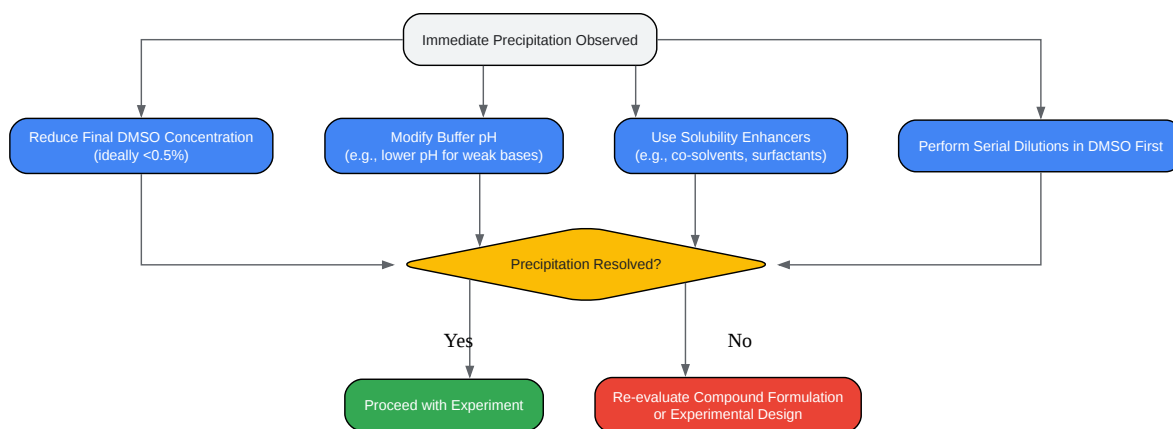 Immediate Precipitation Observed
Reduce Final DMSO Concentration
(ideally <0.5%)
Modify Buffer pH
(e.g., lower pH for weak bases)
Use Solubility Enhancers
(e.g., co-solvents, surfactants)
Perform Serial Dilutions in DMSO First
Precipitation Resolved?
Yes
No
Proceed with Experiment
Re-evaluate Compound Formulation
or Experimental Design